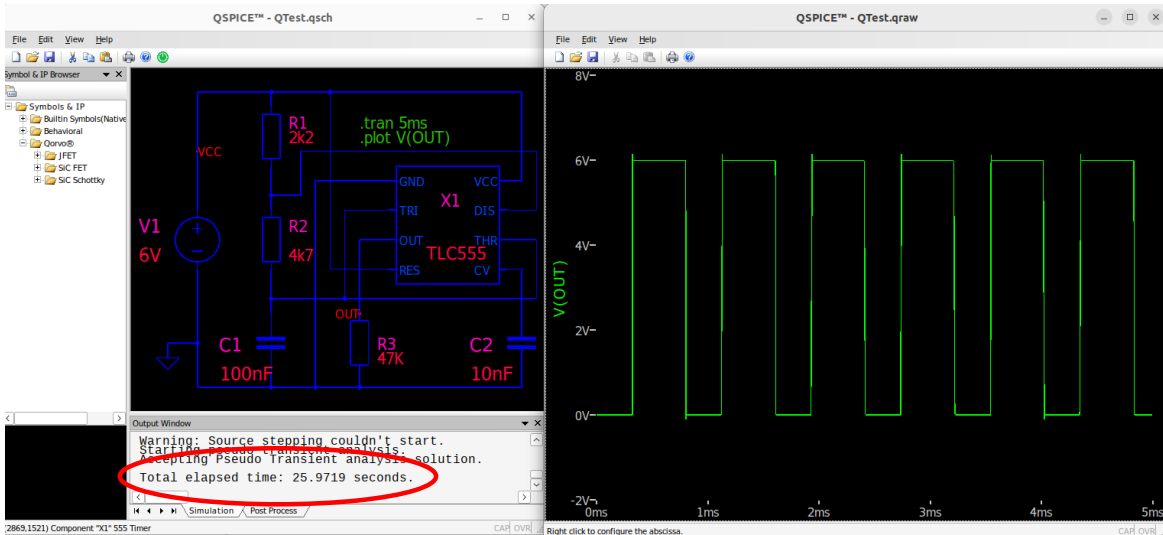 QSPICE™ - QTest.qsch
File Edit View Help
Symbol & IP Browser
Symbols & IP
Builtin Symbols(Native
Behavioral
Qorvo®
JFET
SiC FET
SiC Schottky
R1
2k2
.tran 5ms
.plot V(OUT)
VCC
GND VCC
X1
TRI DIS
V1
6V
R2
4k7
OUT THR
TLC555
RES CV
OUT
C1
100nF
R3
47K
C2
10nF
Output Window
Warning: Source stepping couldn't start.
Starting pseudo transient analysis.
Accepting Pseudo Transient analysis solution.
Total elapsed time: 25.9719 seconds.
Simulation Post Process
(2869,1521) Component "X1" 555 Timer CAP OVR
QSPICE™ - QTest.qraw
File Edit View Help
8V
6V
4V
2V
0V
-2V
V(OUT)
0ms 1ms 2ms 3ms 4ms 5ms
Right click to configure the abscissa. CAP OVR